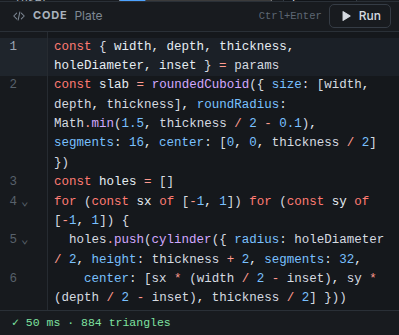 </> CODE Plate Ctrl+Enter ▶ Run
1 const { width, depth, thickness,
holeDiameter, inset } = params
2 const slab = roundedCuboid({ size: [width,
depth, thickness], roundRadius:
Math.min(1.5, thickness / 2 - 0.1),
segments: 16, center: [0, 0, thickness / 2]
})
3 const holes = []
4 for (const sx of [-1, 1]) for (const sy of
[-1, 1]) {
5 holes.push(cylinder({ radius: holeDiameter
/ 2, height: thickness + 2, segments: 32,
6 center: [sx * (width / 2 - inset), sy *
(depth / 2 - inset), thickness / 2] }))
✓ 50 ms · 884 triangles